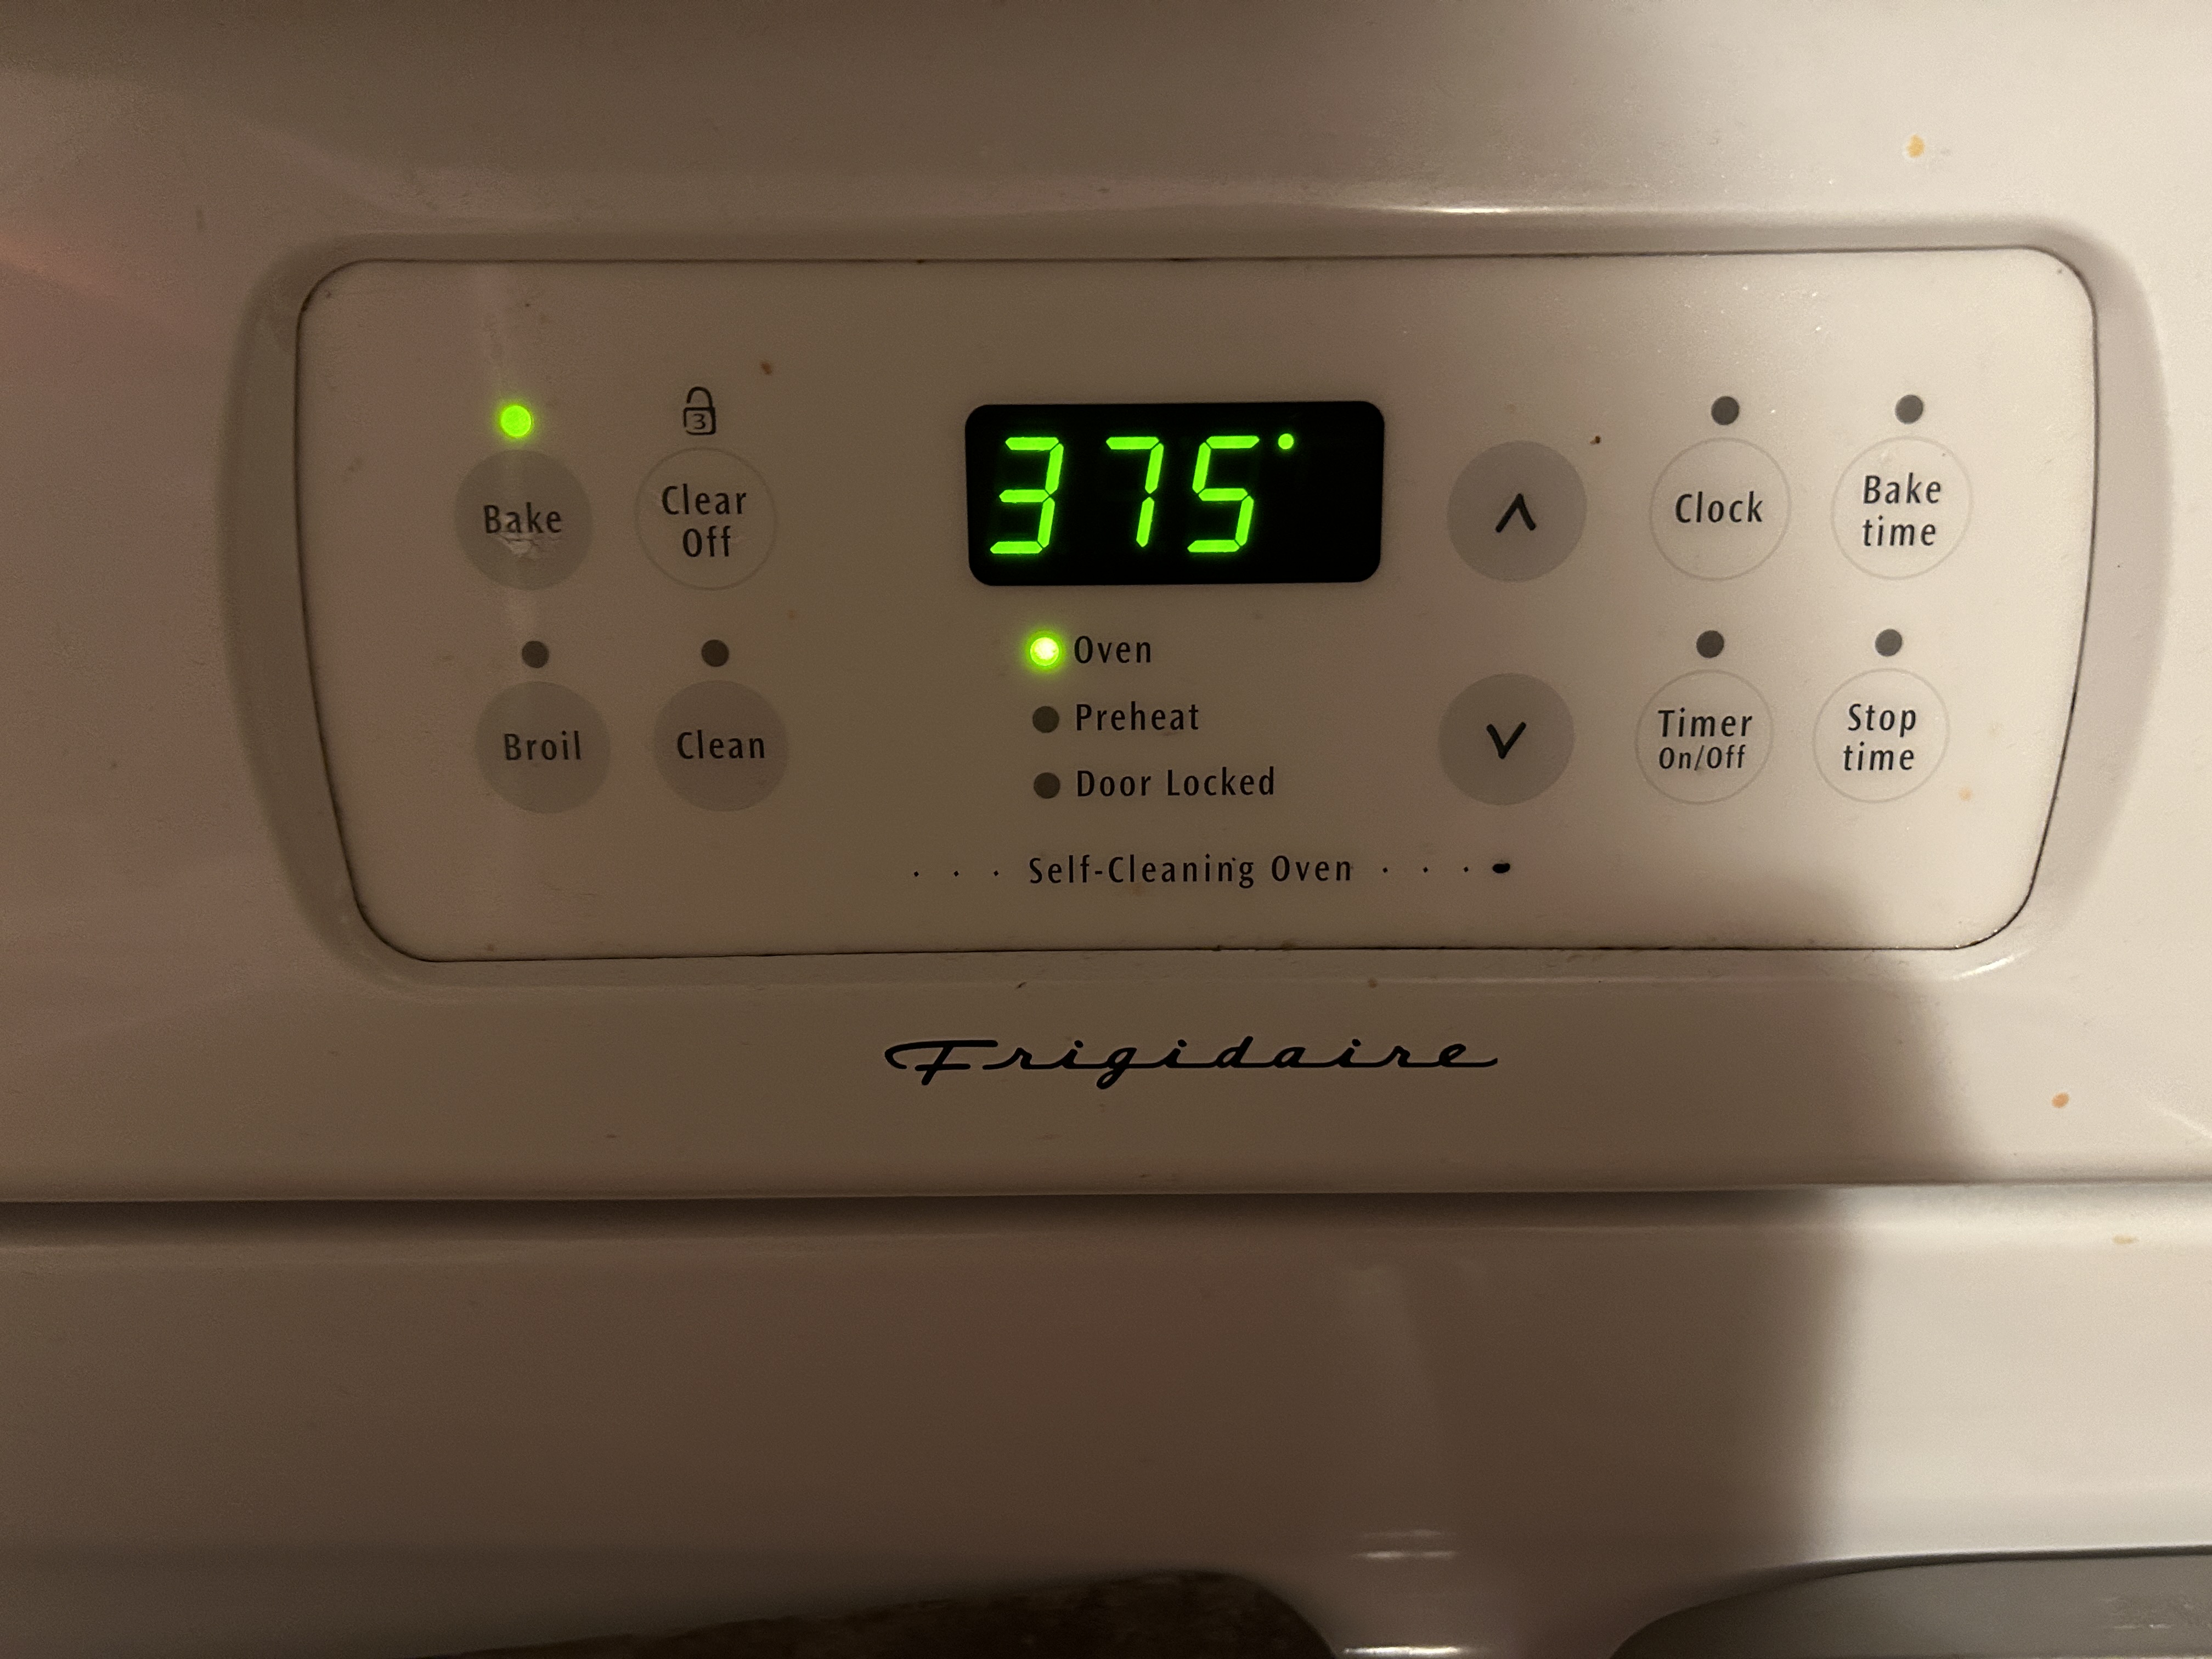 3
Bake
Clear
Off
375°
∧
Clock
Bake
time
Oven
Preheat
Door Locked
Broil
Clean
∨
Timer
On/Off
Stop
time
. . . Self-Cleaning Oven . . .
Frigidaire